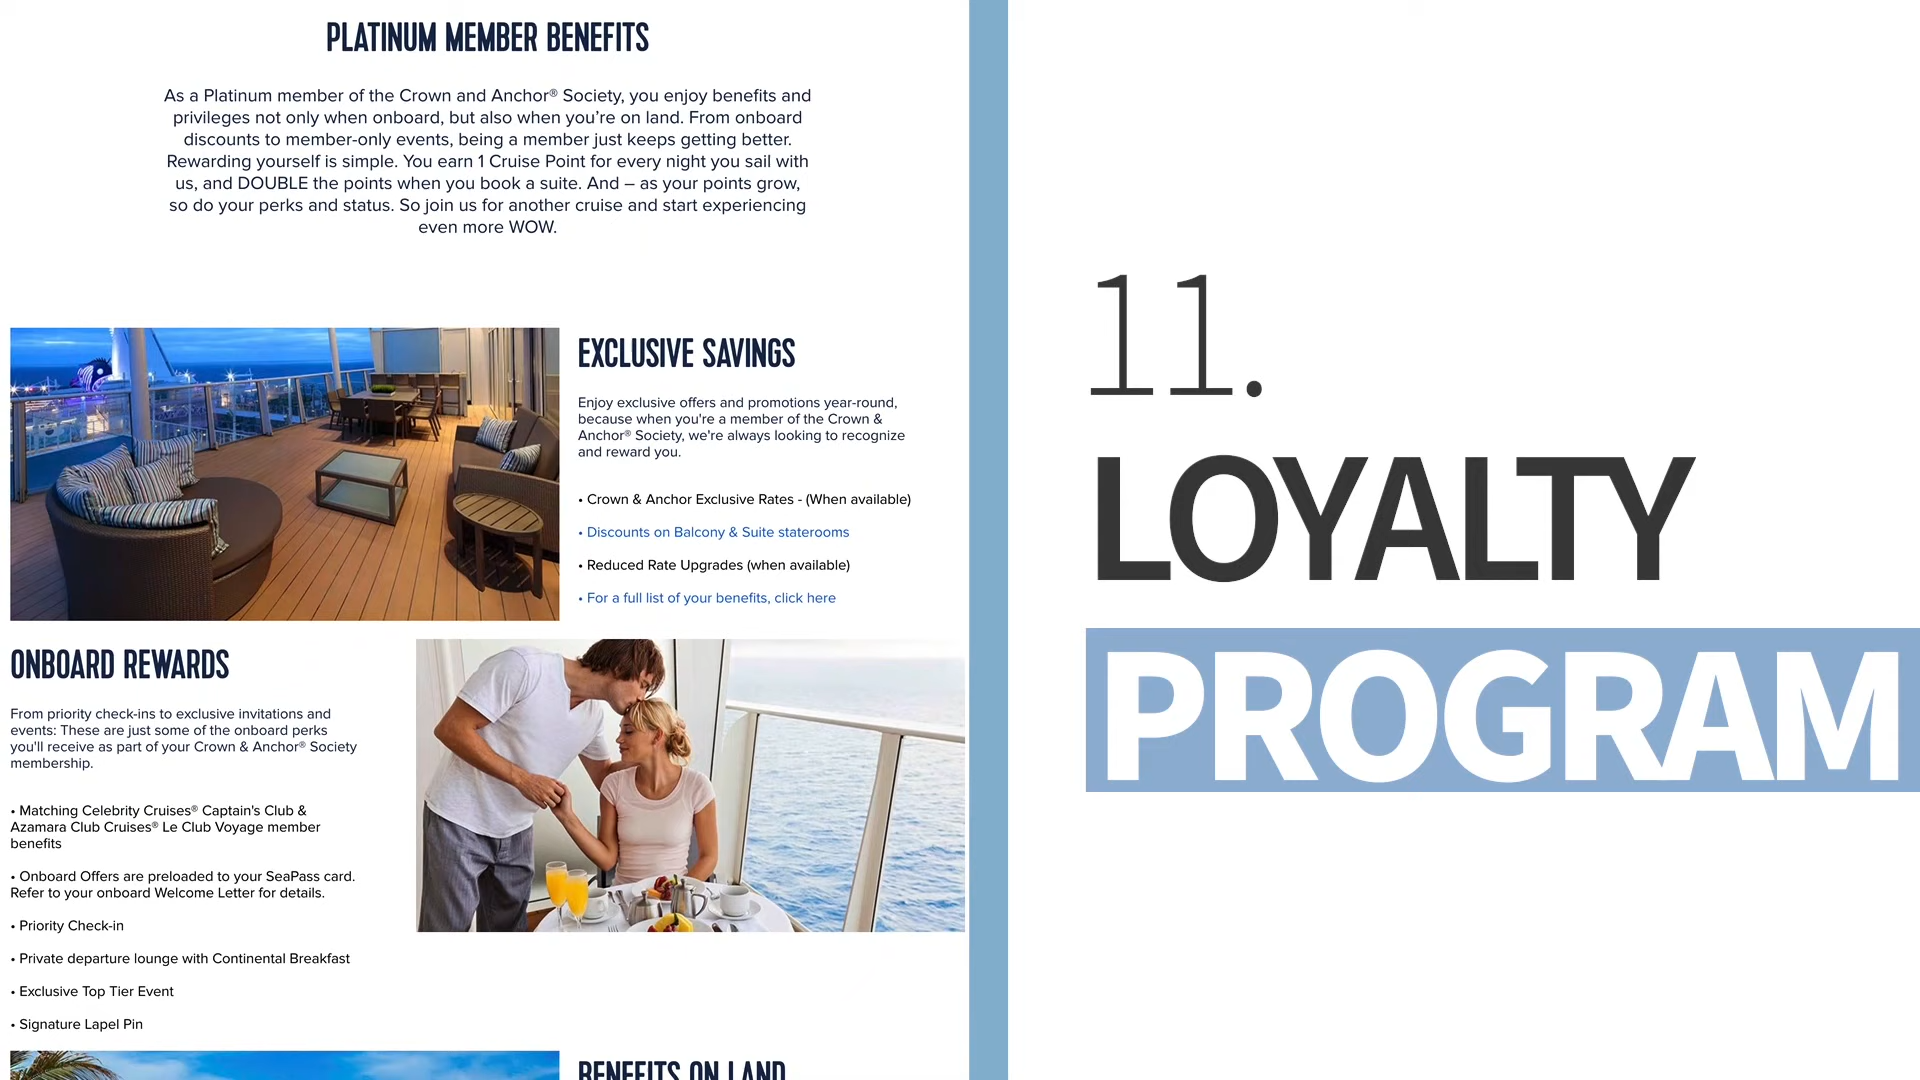 PLATINUM MEMBER BENEFITS
As a Platinum member of the Crown and Anchor® Society, you enjoy benefits and
privileges not only when onboard, but also when you’re on land. From onboard
discounts to member-only events, being a member just keeps getting better.
Rewarding yourself is simple. You earn 1 Cruise Point for every night you sail with
us, and DOUBLE the points when you book a suite. And – as your points grow,
so do your perks and status. So join us for another cruise and start experiencing
even more WOW.
EXCLUSIVE SAVINGS
Enjoy exclusive offers and promotions year-round,
because when you're a member of the Crown &
Anchor® Society, we're always looking to recognize
and reward you.
• Crown & Anchor Exclusive Rates - (When available)
• Discounts on Balcony & Suite staterooms
• Reduced Rate Upgrades (when available)
• For a full list of your benefits, click here
ONBOARD REWARDS
From priority check-ins to exclusive invitations and
events: These are just some of the onboard perks
you'll receive as part of your Crown & Anchor® Society
membership.
• Matching Celebrity Cruises® Captain's Club &
Azamara Club Cruises® Le Club Voyage member
benefits
• Onboard Offers are preloaded to your SeaPass card.
Refer to your onboard Welcome Letter for details.
• Priority Check-in
• Private departure lounge with Continental Breakfast
• Exclusive Top Tier Event
• Signature Lapel Pin
BENEFITS ON LAND
11.
LOYALTY
PROGRAM